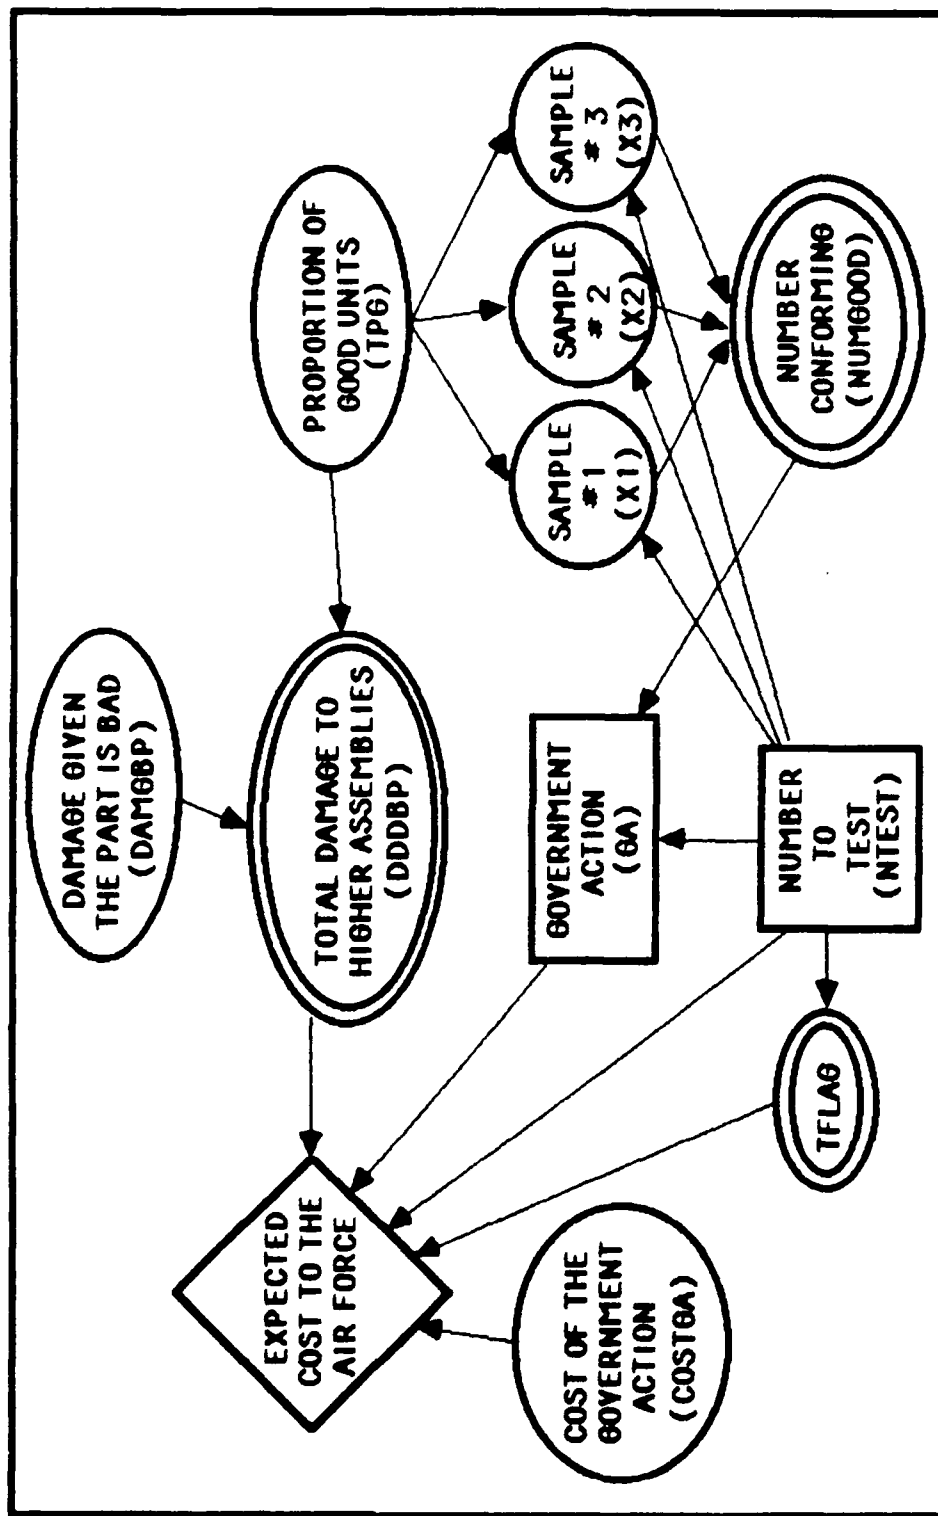 DAMAGE GIVEN
THE PART IS BAD
(DAMGBP)
PROPORTION OF
GOOD UNITS
(TPG)
TOTAL DAMAGE TO
HIGHER ASSEMBLIES
(DDDBP)
EXPECTED
COST TO THE
AIR FORCE
SAMPLE
#1
(X1)
SAMPLE
# 2
(X2)
SAMPLE
# 3
(X3)
GOVERNMENT
ACTION
(GA)
COST OF THE
GOVERNMENT
ACTION
(COSTGA)
TFLAG
NUMBER
TO
TEST
(NTEST)
NUMBER
CONFORMING
(NUMGOOD)